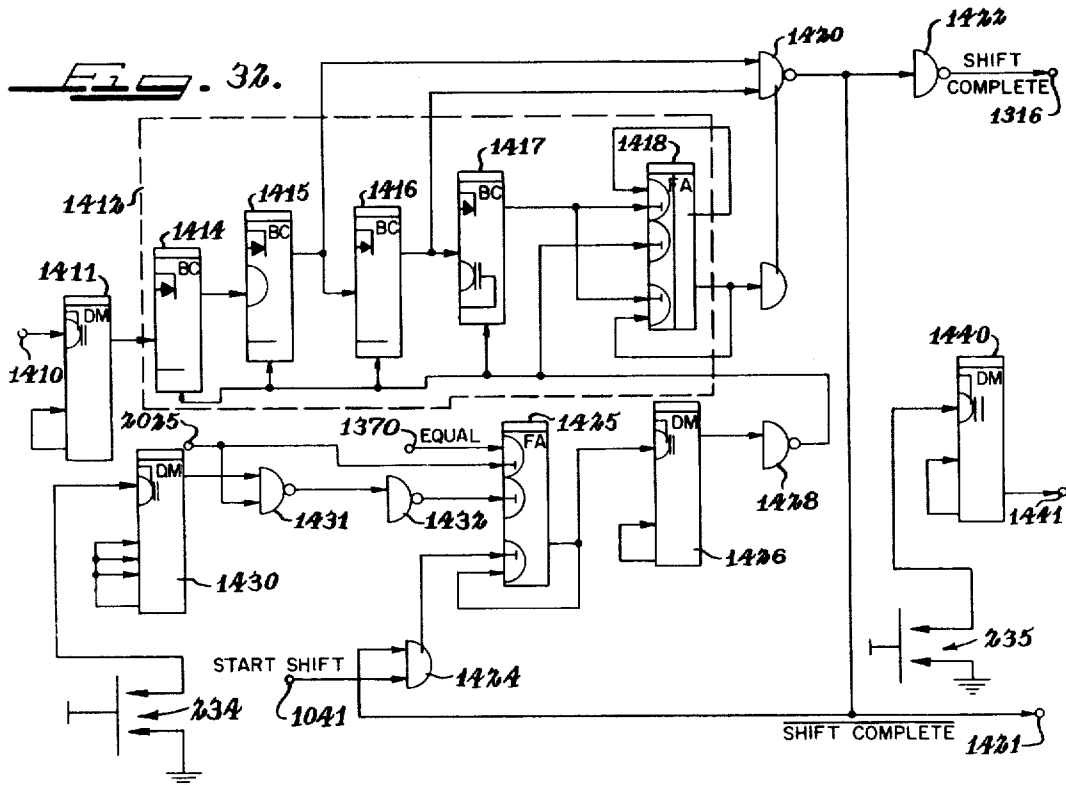 Fig. 32.
1420
1422
SHIFT
COMPLETE
1316
1412
1414
BC
1415
BC
1416
BC
1417
BC
1418
FA
1411
DM
1410
2025
1370
EQUAL
1425
FA
DM
1426
1428
1440
DM
1441
DM
1430
1431
1432
START SHIFT
1041
1424
234
235
SHIFT COMPLETE
1421